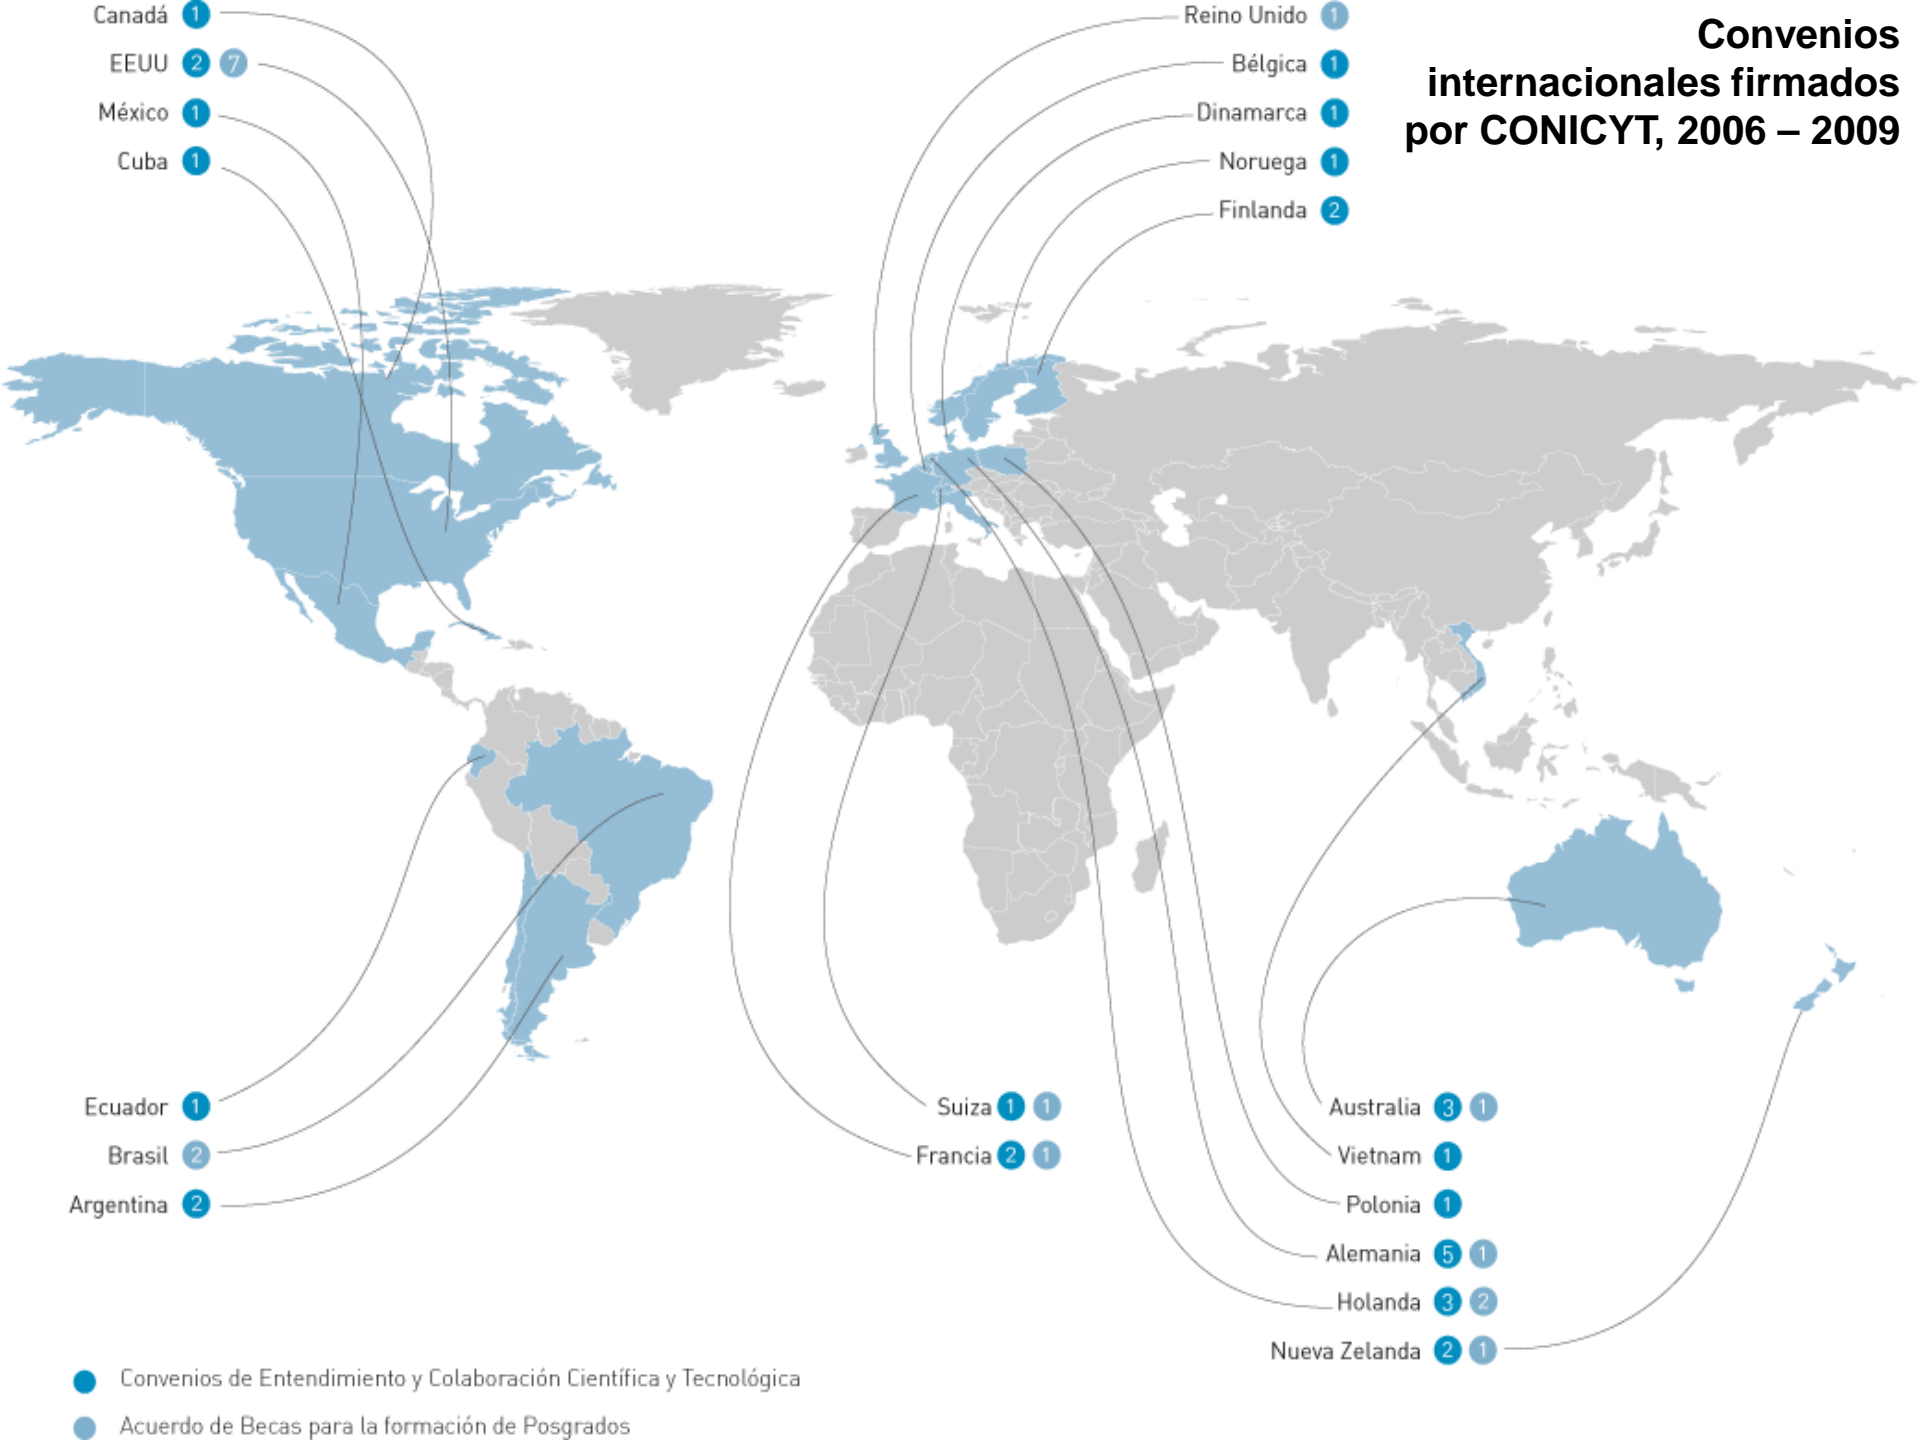 Convenios
internacionales firmados
por CONICYT, 2006 – 2009
Canadá 1
EEUU 2 7
México 1
Cuba 1
Reino Unido 1
Bélgica 1
Dinamarca 1
Noruega 1
Finlanda 2
Ecuador 1
Brasil 2
Argentina 2
Suiza 1 1
Francia 2 1
Australia 3 1
Vietnam 1
Polonia 1
Alemania 5 1
Holanda 3 2
Nueva Zelanda 2 1
Convenios de Entendimiento y Colaboración Científica y Tecnológica
Acuerdo de Becas para la formación de Posgrados